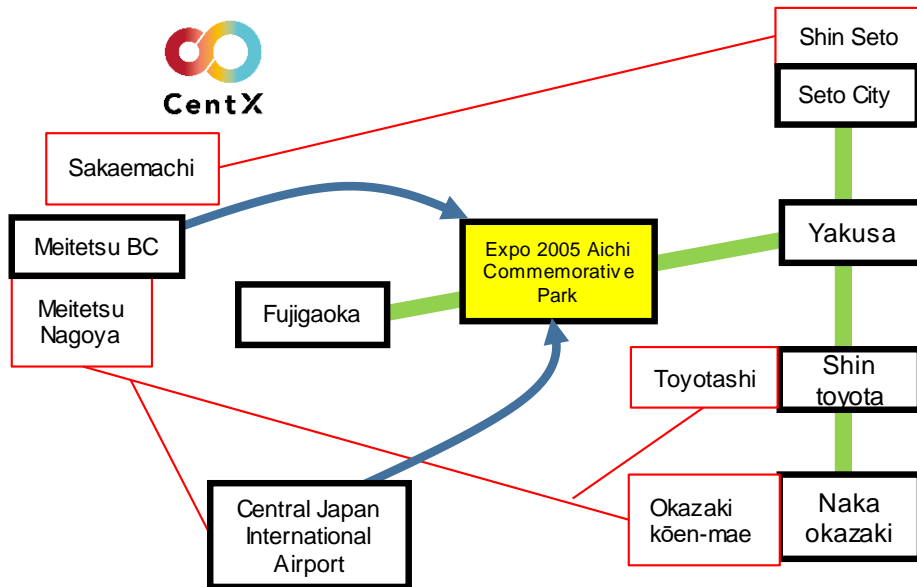 CentX
Shin Seto
Seto City
Sakaemachi
Meitetsu BC
Meitetsu
Nagoya
Fujigaoka
Expo 2005 Aichi
Commemorative
Park
Yakusa
Toyotashi
Shin
toyota
Central Japan
International
Airport
Okazaki
kōen-mae
Naka
okazaki